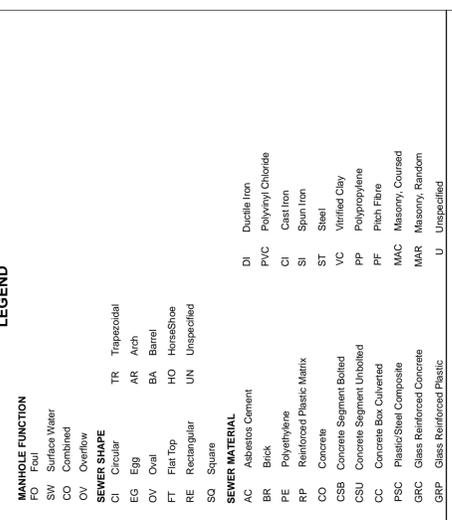 LEGEND
MANHOLE FUNCTION
FO Foul
SW Surface Water
CO Combined
OV Overflow
SEWER SHAPE
CI Circular TR Trapezoidal
EG Egg AR Arch
OV Oval BA Barrel
FT Flat Top HO HorseShoe
RE Rectangular UN Unspecified
SQ Square
SEWER MATERIAL
AC Asbestos Cement DI Ductile Iron
BR Brick PVC Polyvinyl Chloride
PE Polyethylene CI Cast Iron
RP Reinforced Plastic Matrix SI Spun Iron
CO Concrete ST Steel
CSB Concrete Segment Bolted VC Vitrified Clay
CSU Concrete Segment Unbolted PP Polypropylene
CC Concrete Box Culverted PF Pitch Fibre
PSC Plastic/Steel Composite MAC Masonry, Coursed
GRC Glass Reinforced Concrete MAR Masonry, Random
GRP Glass Reinforced Plastic U Unspecified